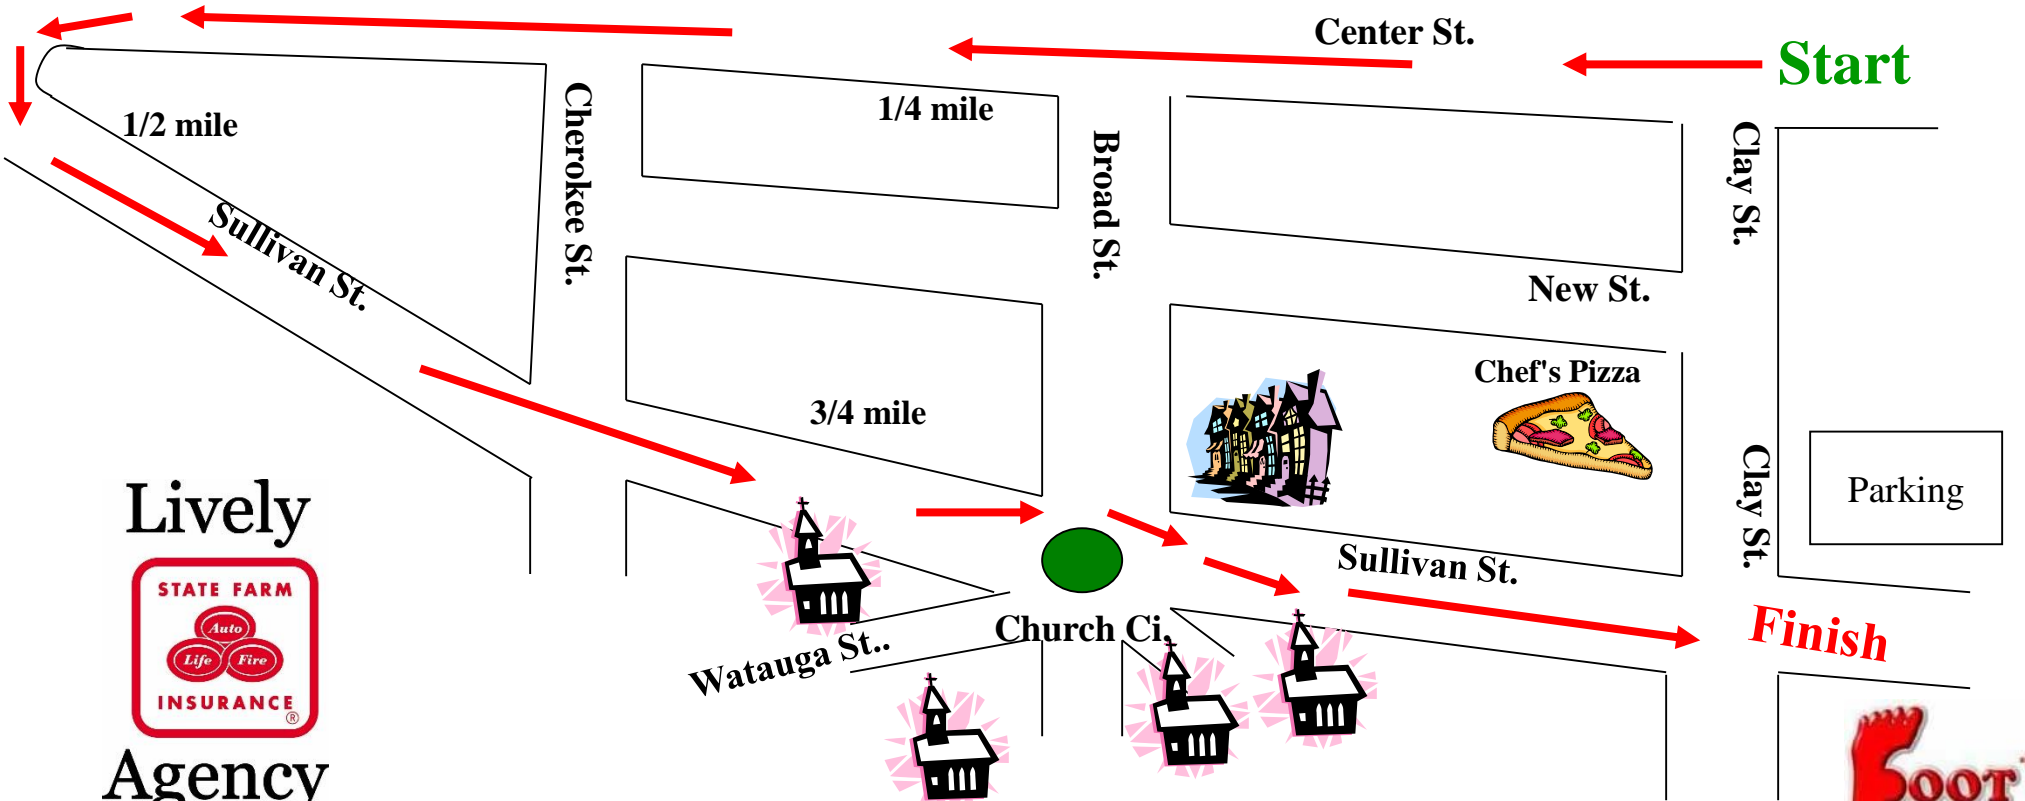 Center St.
Start
1/4 mile
1/2 mile
Cherokee St.
Broad St.
Clay St.
Sullivan St.
New St.
Chef's Pizza
3/4 mile
Clay St.
Parking
Lively
STATE FARM
Auto
Life Fire
INSURANCE
®
Agency
Sullivan St.
Church Ci.
Finish
Watauga St..
FOOT